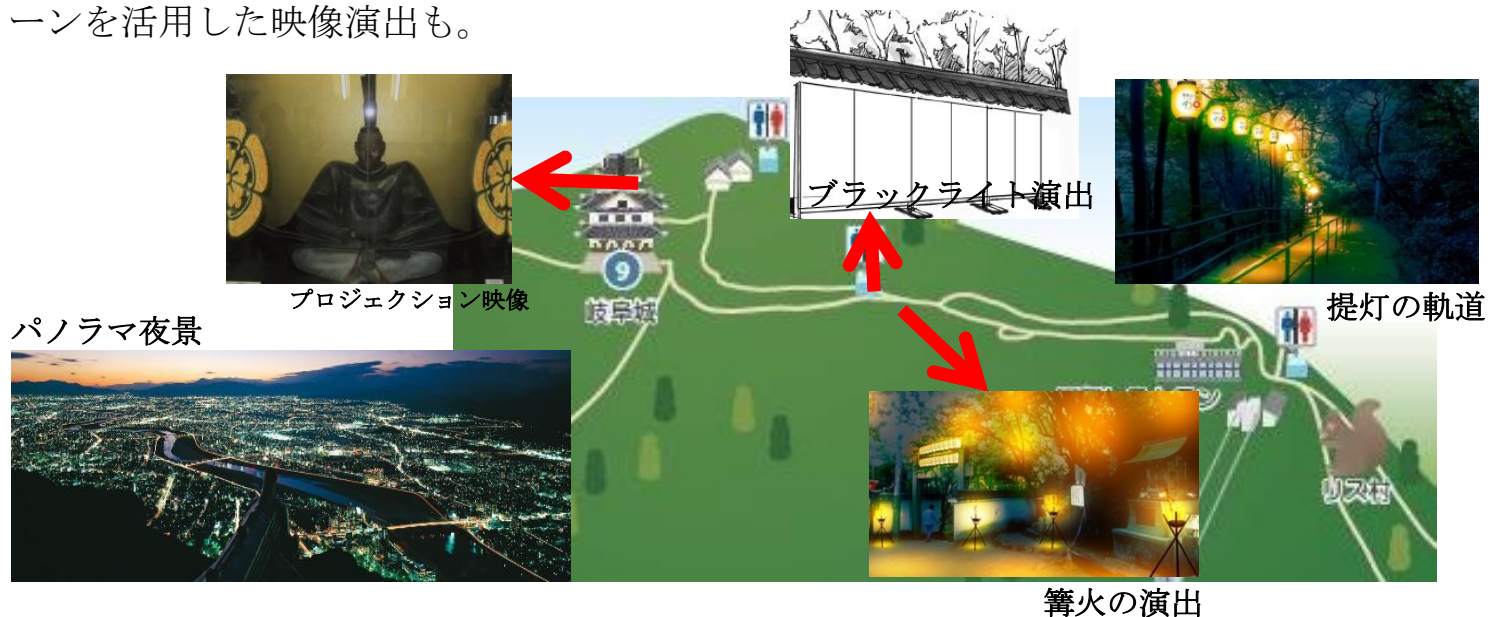 ーンを活用した映像演出も。
ブラックライト演出
プロジェクション映像
9
岐阜城
提灯の軌道
パノラマ夜景
リス村
篝火の演出